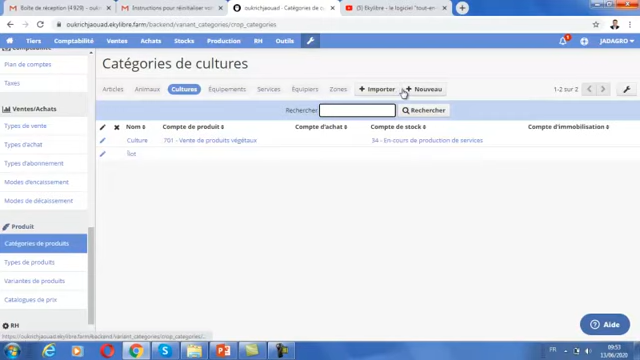 Boîte de réception (4 829)
Instructions pour réinitialiser vo
oukrichjaouad - Catégories de c
(5) Ekylibre - le logiciel "tout-en
oukrichjaouad.ekylibre.farm/backend/variant_categories/crop_categories
Tiers Comptabilité Ventes Achats Stocks Production RH Outils JADAGRO
Comptabilité
Plan de comptes
Taxes
Ventes/Achats
Types de vente
Types d'achat
Types d'abonnement
Modes d'encaissement
Modes de décaissement
Produit
Catégories de produits
Types de produits
Variantes de produits
Catalogues de prix
RH
Catégories de cultures
Articles Animaux Cultures Équipements Services Équipiers Zones Importer Nouveau 1-2 sur 2
Rechercher Rechercher
Nom Compte de produit Compte d'achat Compte de stock Compte d'immobilisation
Culture 701 - Vente de produits végétaux 34 - En-cours de production de services
Îlot
Aide
https://oukrichjaouad.ekylibre.farm/backend/variant_categories/crop_categories/...
FR
09:53
13/06/2020